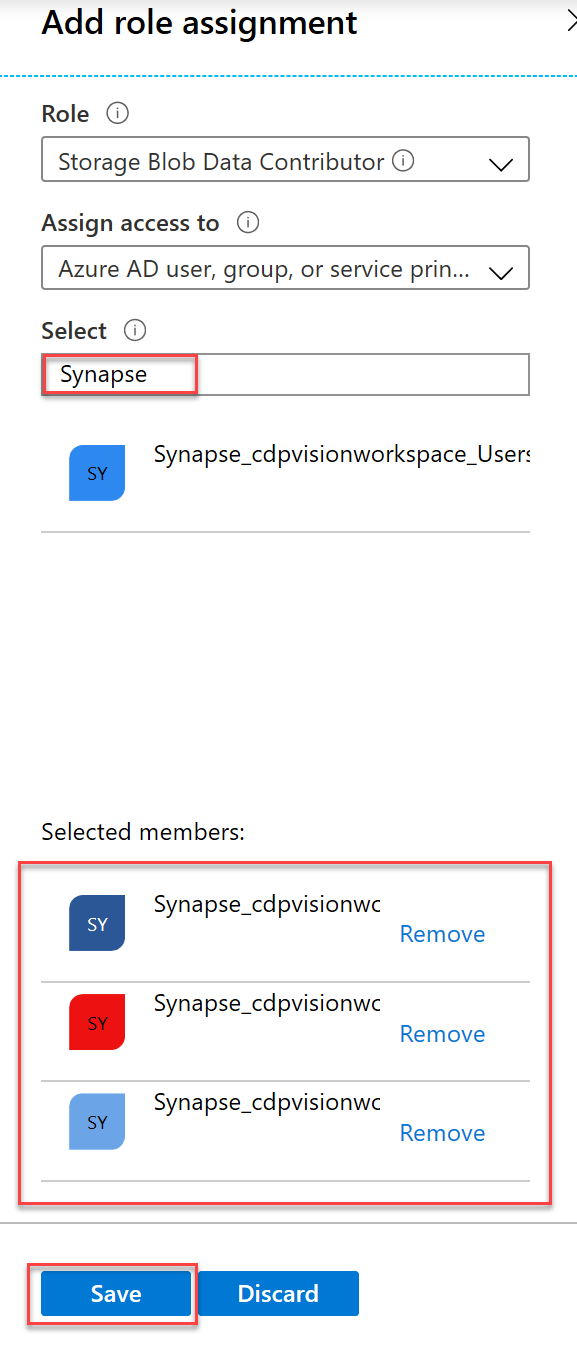 Add role assignment
Role
Storage Blob Data Contributor
Assign access to
Azure AD user, group, or service prin...
Select
Synapse
SY
Synapse_cdpvisionworkspace_Users
Selected members:
SY
Synapse_cdpvisionwc
Remove
SY
Synapse_cdpvisionwc
Remove
SY
Synapse_cdpvisionwc
Remove
Save
Discard